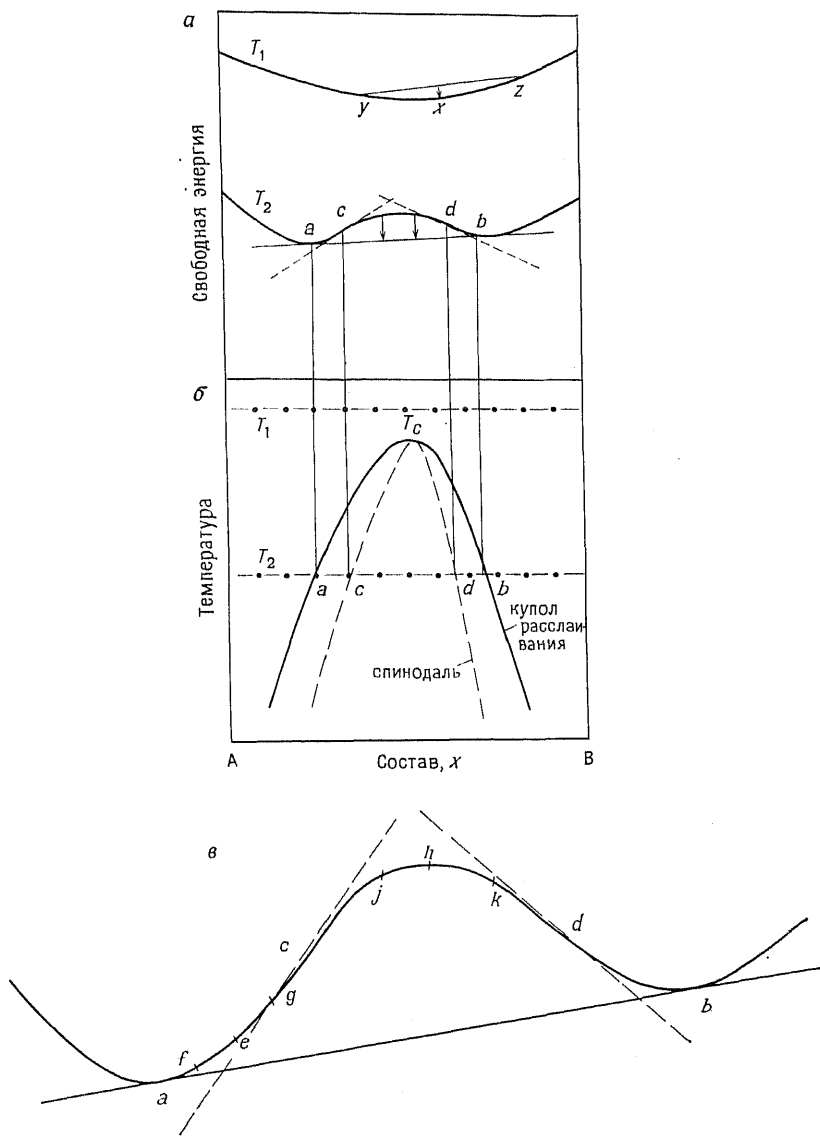 а
T₁
y
x
z
Свободная энергия
T₂
a
c
d
b
б
T₁
Tc
Температура
T₂
a
c
d
b
купол
расслаи-
вания
спинодаль
A
Состав, x
B
в
h
j
k
c
d
g
e
f
a
b